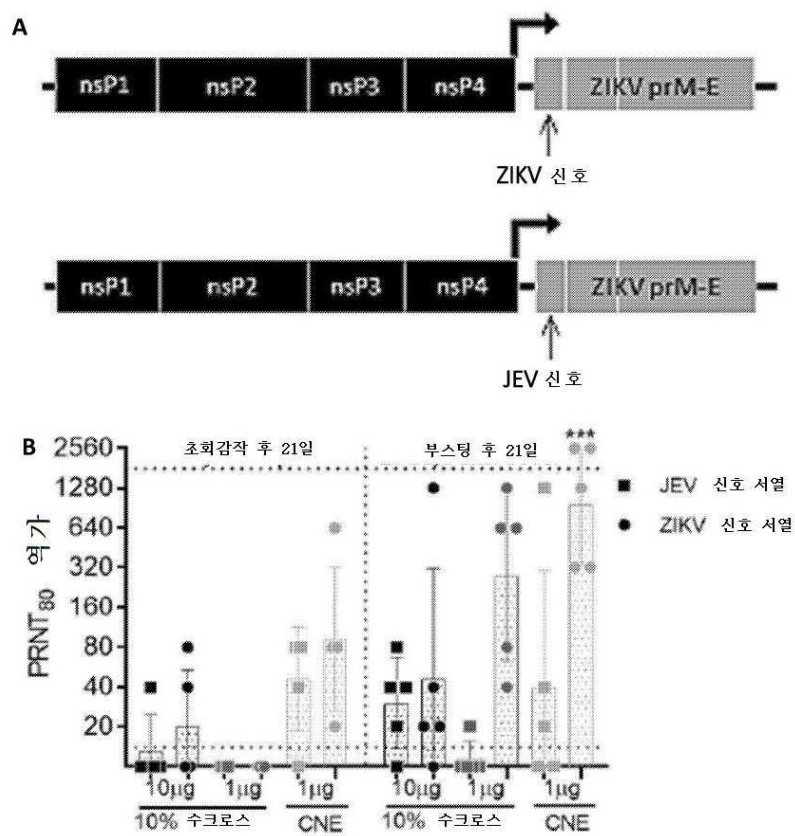 A
nsP1 nsP2 nsP3 nsP4 ZIKV prM-E
ZIKV 신호
nsP1 nsP2 nsP3 nsP4 ZIKV prM-E
JEV 신호
B
초회감작 후 21일 부스팅 후 21일 ***
PRNT80 역가
2560
1280
640
320
160
80
40
20
JEV 신호 서열
ZIKV 신호 서열
10μg 1μg 1μg 10μg 1μg 1μg
10% 수크로스 CNE 10% 수크로스 CNE